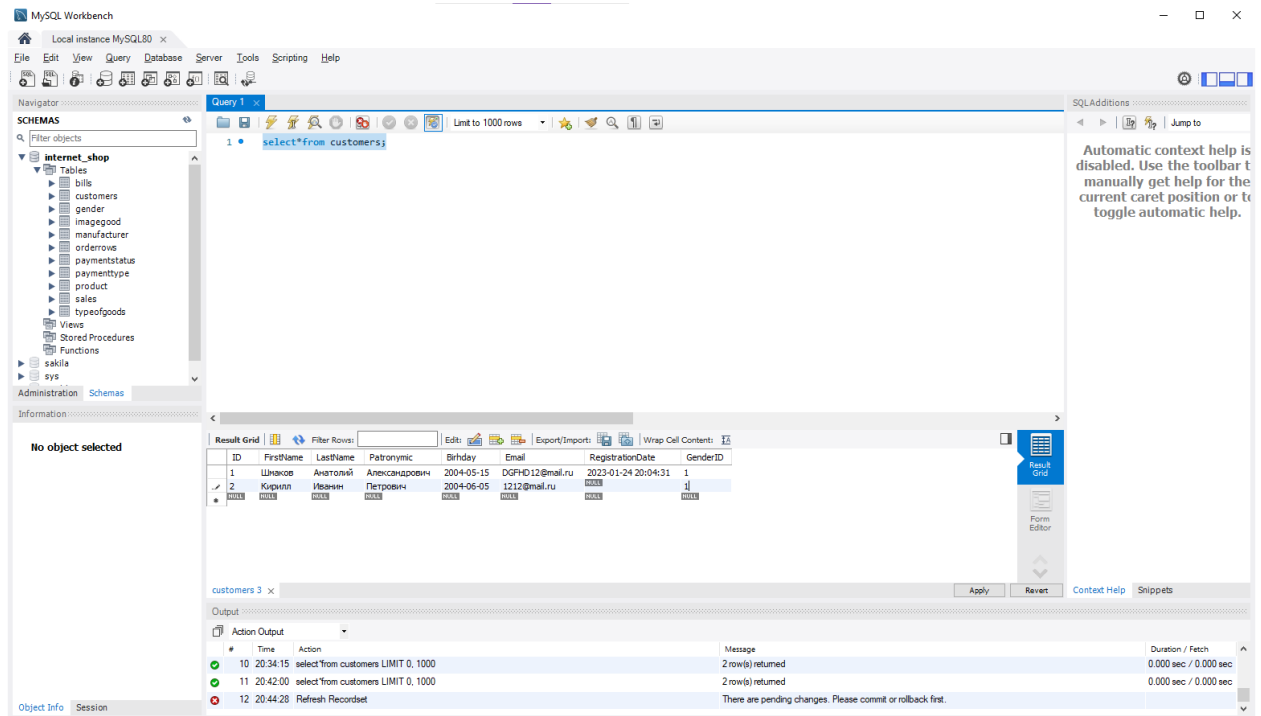 MySQL Workbench
Local instance MySQL80
File Edit View Query Database Server Tools Scripting Help
Navigator
SCHEMAS
Filter objects
internet_shop
Tables
bills
customers
gender
imagegood
manufacturer
orderrows
paymentstatus
paymenttype
product
sales
typeofgoods
Views
Stored Procedures
Functions
sakila
sys
Administration Schemas
Information
No object selected
Object Info Session
Query 1
Limit to 1000 rows
1 select*from customers;
Result Grid Filter Rows: Edit: Export/Import: Wrap Cell Content:
ID FirstName LastName Patronymic Birhday Email RegistrationDate GenderID
1 Шмаков Анатолий Александрович 2004-05-15 DGFHD12@mail.ru 2023-01-24 20:04:31 1
2 Кирилл Иванин Петрович 2004-06-05 1212@mail.ru NULL 1
NULL NULL NULL NULL NULL NULL NULL
Result Grid
Form Editor
customers 3
Apply Revert
SQLAdditions
Jump to
Automatic context help is
disabled. Use the toolbar t
manually get help for the
current caret position or to
toggle automatic help.
Context Help Snippets
Output
Action Output
# Time Action Message Duration / Fetch
10 20:34:15 select*from customers LIMIT 0, 1000 2 row(s) returned 0.000 sec / 0.000 sec
11 20:42:00 select*from customers LIMIT 0, 1000 2 row(s) returned 0.000 sec / 0.000 sec
12 20:44:28 Refresh Recordset There are pending changes. Please commit or rollback first.